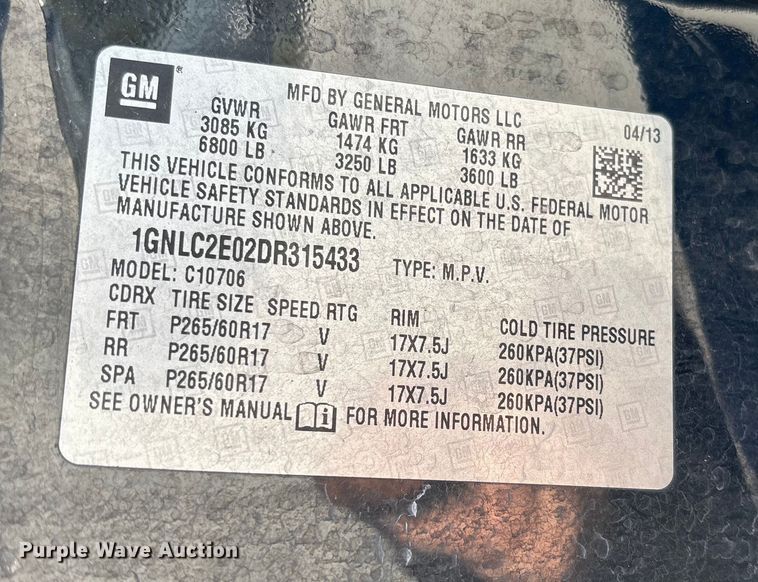 GM
MFD BY GENERAL MOTORS LLC
04/13
GVWR GAWR FRT GAWR RR
3085 KG 1474 KG 1633 KG
6800 LB 3250 LB 3600 LB
THIS VEHICLE CONFORMS TO ALL APPLICABLE U.S. FEDERAL MOTOR
VEHICLE SAFETY STANDARDS IN EFFECT ON THE DATE OF
MANUFACTURE SHOWN ABOVE.
1GNLC2E02DR315433 TYPE: M.P.V.
MODEL: C10706
CDRX TIRE SIZE SPEED RTG RIM COLD TIRE PRESSURE
FRT P265/60R17 V 17X7.5J 260KPA(37PSI)
RR P265/60R17 V 17X7.5J 260KPA(37PSI)
SPA P265/60R17 V 17X7.5J 260KPA(37PSI)
SEE OWNER'S MANUAL i FOR MORE INFORMATION.
Purple Wave Auction